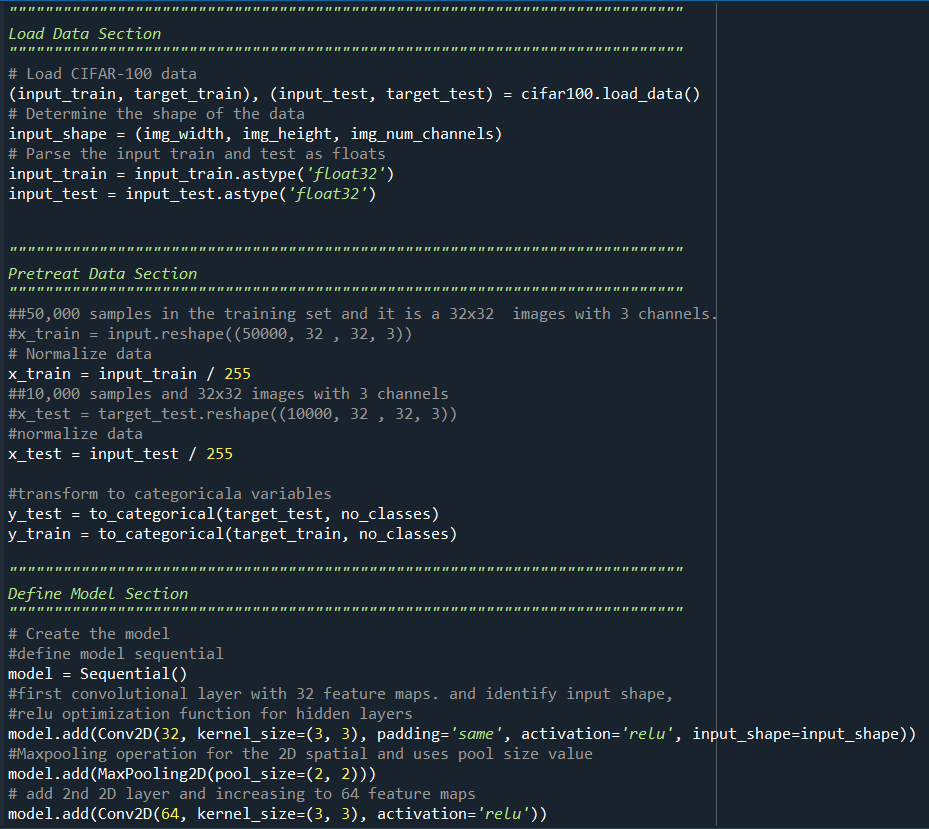 """""""""""""""""""""""""""""""""""""""""""""""""""""""""""""""""""""""""""
Load Data Section
"""""""""""""""""""""""""""""""""""""""""""""""""""""""""""""""""""""""""""
# Load CIFAR-100 data
(input_train, target_train), (input_test, target_test) = cifar100.load_data()
# Determine the shape of the data
input_shape = (img_width, img_height, img_num_channels)
# Parse the input train and test as floats
input_train = input_train.astype('float32')
input_test = input_test.astype('float32')
"""""""""""""""""""""""""""""""""""""""""""""""""""""""""""""""""""""""""""
Pretreat Data Section
"""""""""""""""""""""""""""""""""""""""""""""""""""""""""""""""""""""""""""
##50,000 samples in the training set and it is a 32x32  images with 3 channels.
#x_train = input.reshape((50000, 32 , 32, 3))
# Normalize data
x_train = input_train / 255
##10,000 samples and 32x32 images with 3 channels
#x_test = target_test.reshape((10000, 32 , 32, 3))
#normalize data
x_test = input_test / 255
#transform to categoricala variables
y_test = to_categorical(target_test, no_classes)
y_train = to_categorical(target_train, no_classes)
"""""""""""""""""""""""""""""""""""""""""""""""""""""""""""""""""""""""""""
Define Model Section
"""""""""""""""""""""""""""""""""""""""""""""""""""""""""""""""""""""""""""
# Create the model
#define model sequential
model = Sequential()
#first convolutional layer with 32 feature maps. and identify input shape,
#relu optimization function for hidden layers
model.add(Conv2D(32, kernel_size=(3, 3), padding='same', activation='relu', input_shape=input_shape))
#Maxpooling operation for the 2D spatial and uses pool size value
model.add(MaxPooling2D(pool_size=(2, 2)))
# add 2nd 2D layer and increasing to 64 feature maps
model.add(Conv2D(64, kernel_size=(3, 3), activation='relu'))